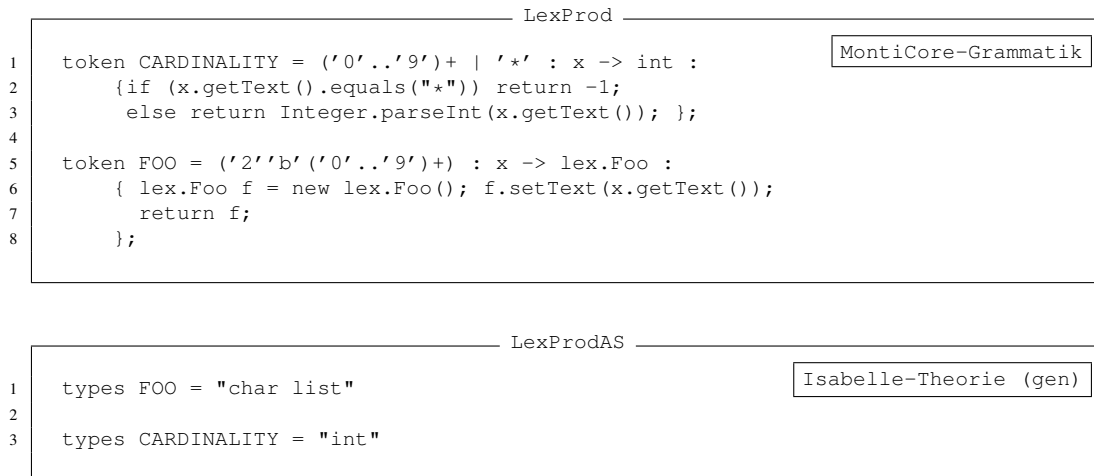 LexProd
MontiCore-Grammatik
1 token CARDINALITY = ('0'..'9')+ | '*' : x -> int :
2 {if (x.getText().equals("*")) return -1;
3 else return Integer.parseInt(x.getText()); };
4
5 token FOO = ('2''b'('0'..'9')+) : x -> lex.Foo :
6 { lex.Foo f = new lex.Foo(); f.setText(x.getText());
7 return f;
8 };
LexProdAS
Isabelle-Theorie (gen)
1 types FOO = "char list"
2
3 types CARDINALITY = "int"